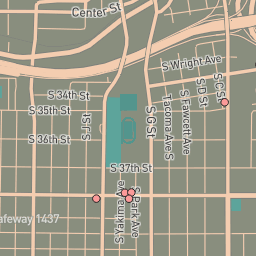 Center St
S Wright Ave
S 34th St
S 35th St
S J St
S 36th St
S G St
Tacoma Ave S
S Fawcett Ave
S D St
S C St
S 37th St
S Yakima Ave
S Park Ave
afeway 1437